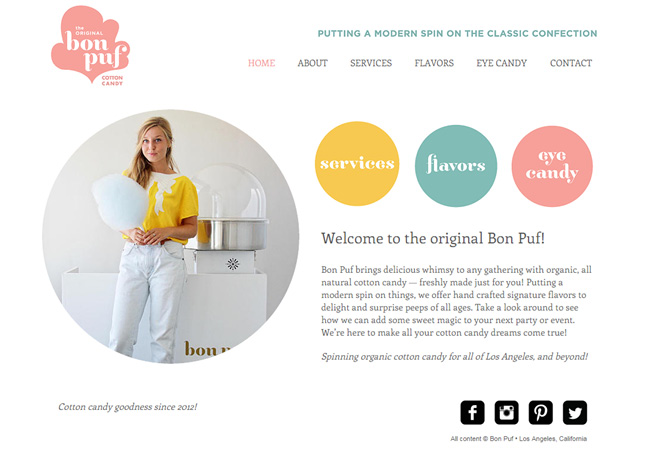 the
ORIGINAL
bon
puf
COTTON
CANDY
PUTTING A MODERN SPIN ON THE CLASSIC CONFECTION
HOME ABOUT SERVICES FLAVORS EYE CANDY CONTACT
services flavors eye
candy
Welcome to the original Bon Puf!
Bon Puf brings delicious whimsy to any gathering with organic, all
natural cotton candy — freshly made just for you! Putting a
modern spin on things, we offer hand crafted signature flavors to
delight and surprise peeps of all ages. Take a look around to see
how we can add some sweet magic to your next party or event.
We're here to make all your cotton candy dreams come true!
bon
Spinning organic cotton candy for all of Los Angeles, and beyond!
Cotton candy goodness since 2012!
All content © Bon Puf • Los Angeles, California